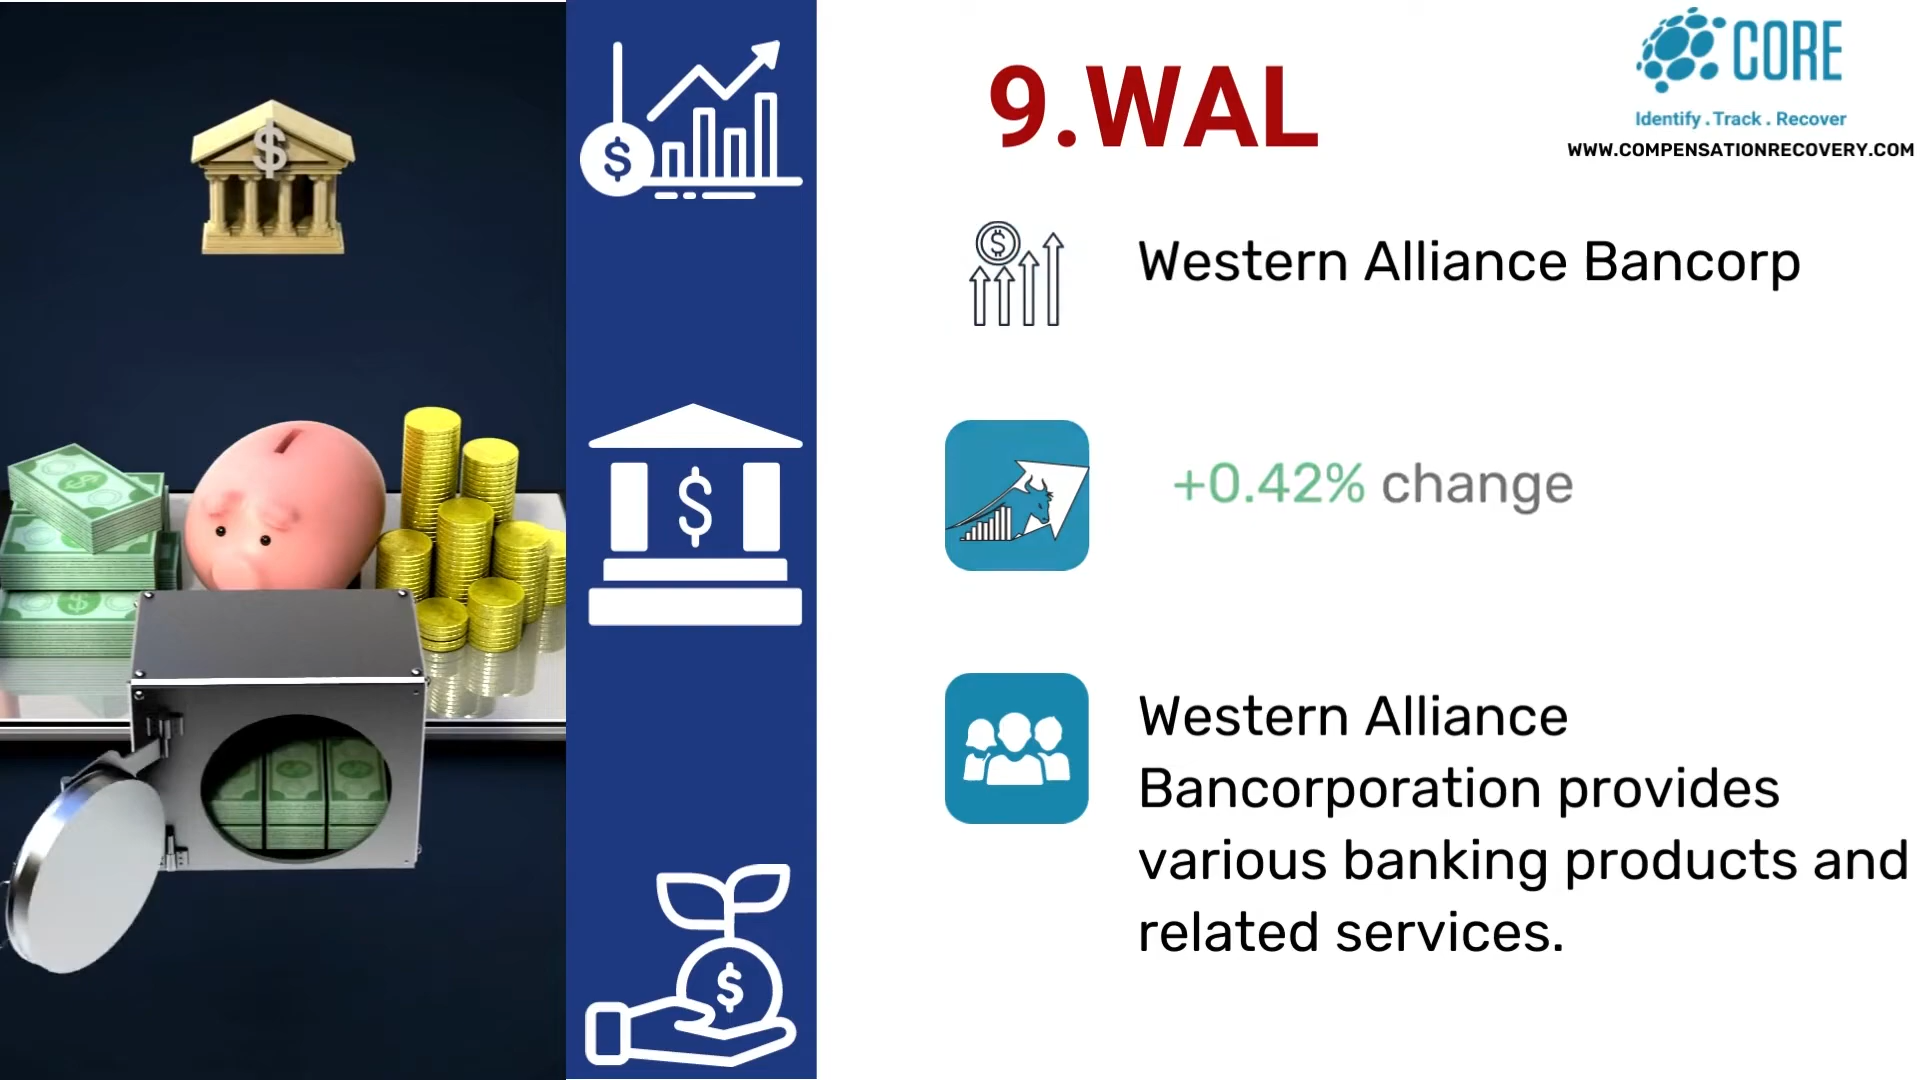 9.WAL
CORE
Identify . Track . Recover
WWW.COMPENSATIONRECOVERY.COM
Western Alliance Bancorp
+0.42% change
Western Alliance
Bancorporation provides
various banking products and
related services.